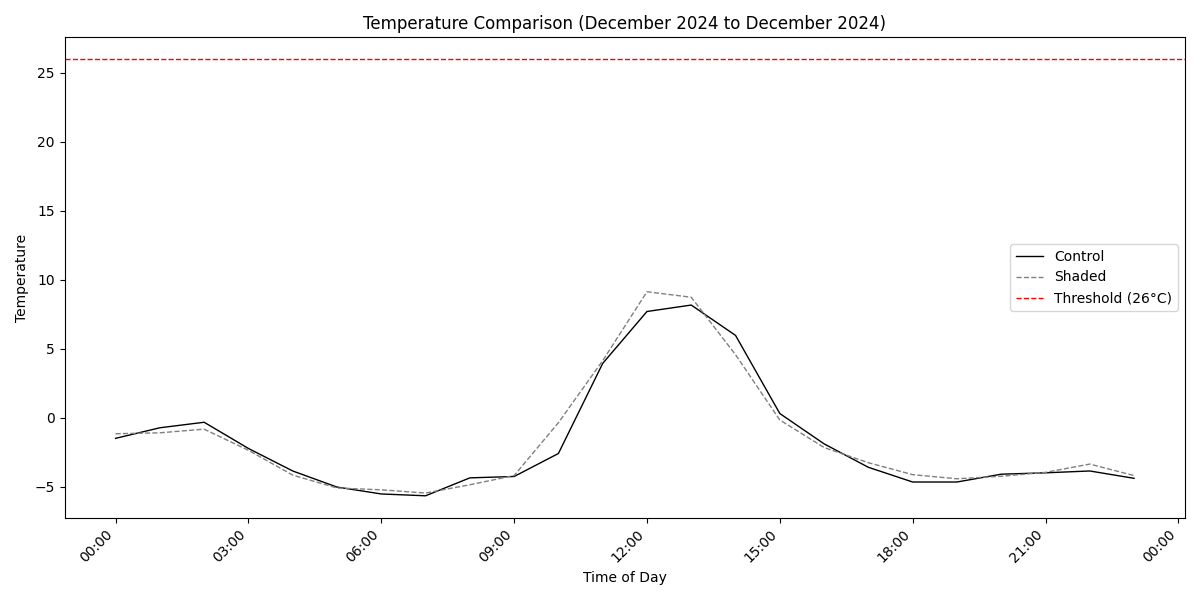 Temperature Comparison (December 2024 to December 2024)
Temperature
25
20
15
10
5
0
−5
Control
Shaded
Threshold (26°C)
00:00
03:00
06:00
09:00
12:00
15:00
18:00
21:00
00:00
Time of Day